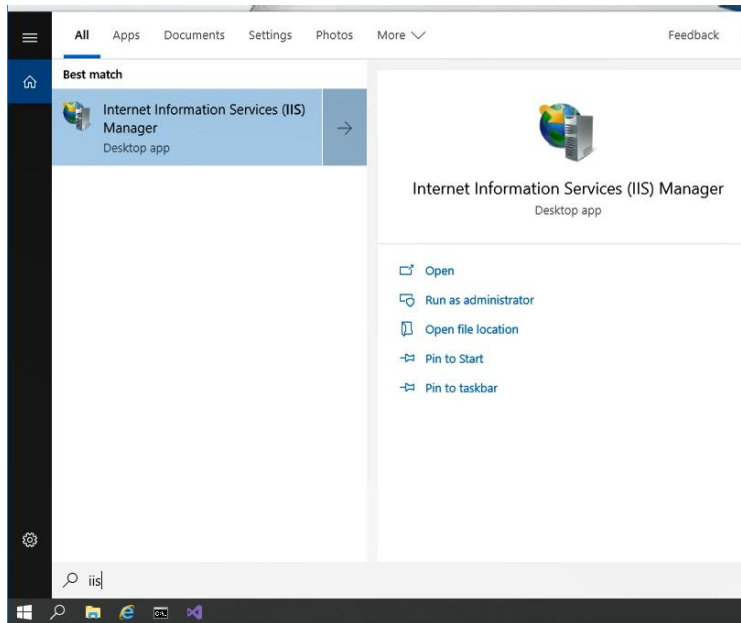 All Apps Documents Settings Photos More Feedback
Best match
Internet Information Services (IIS)
Manager
Desktop app
Internet Information Services (IIS) Manager
Desktop app
Open
Run as administrator
Open file location
Pin to Start
Pin to taskbar
iis